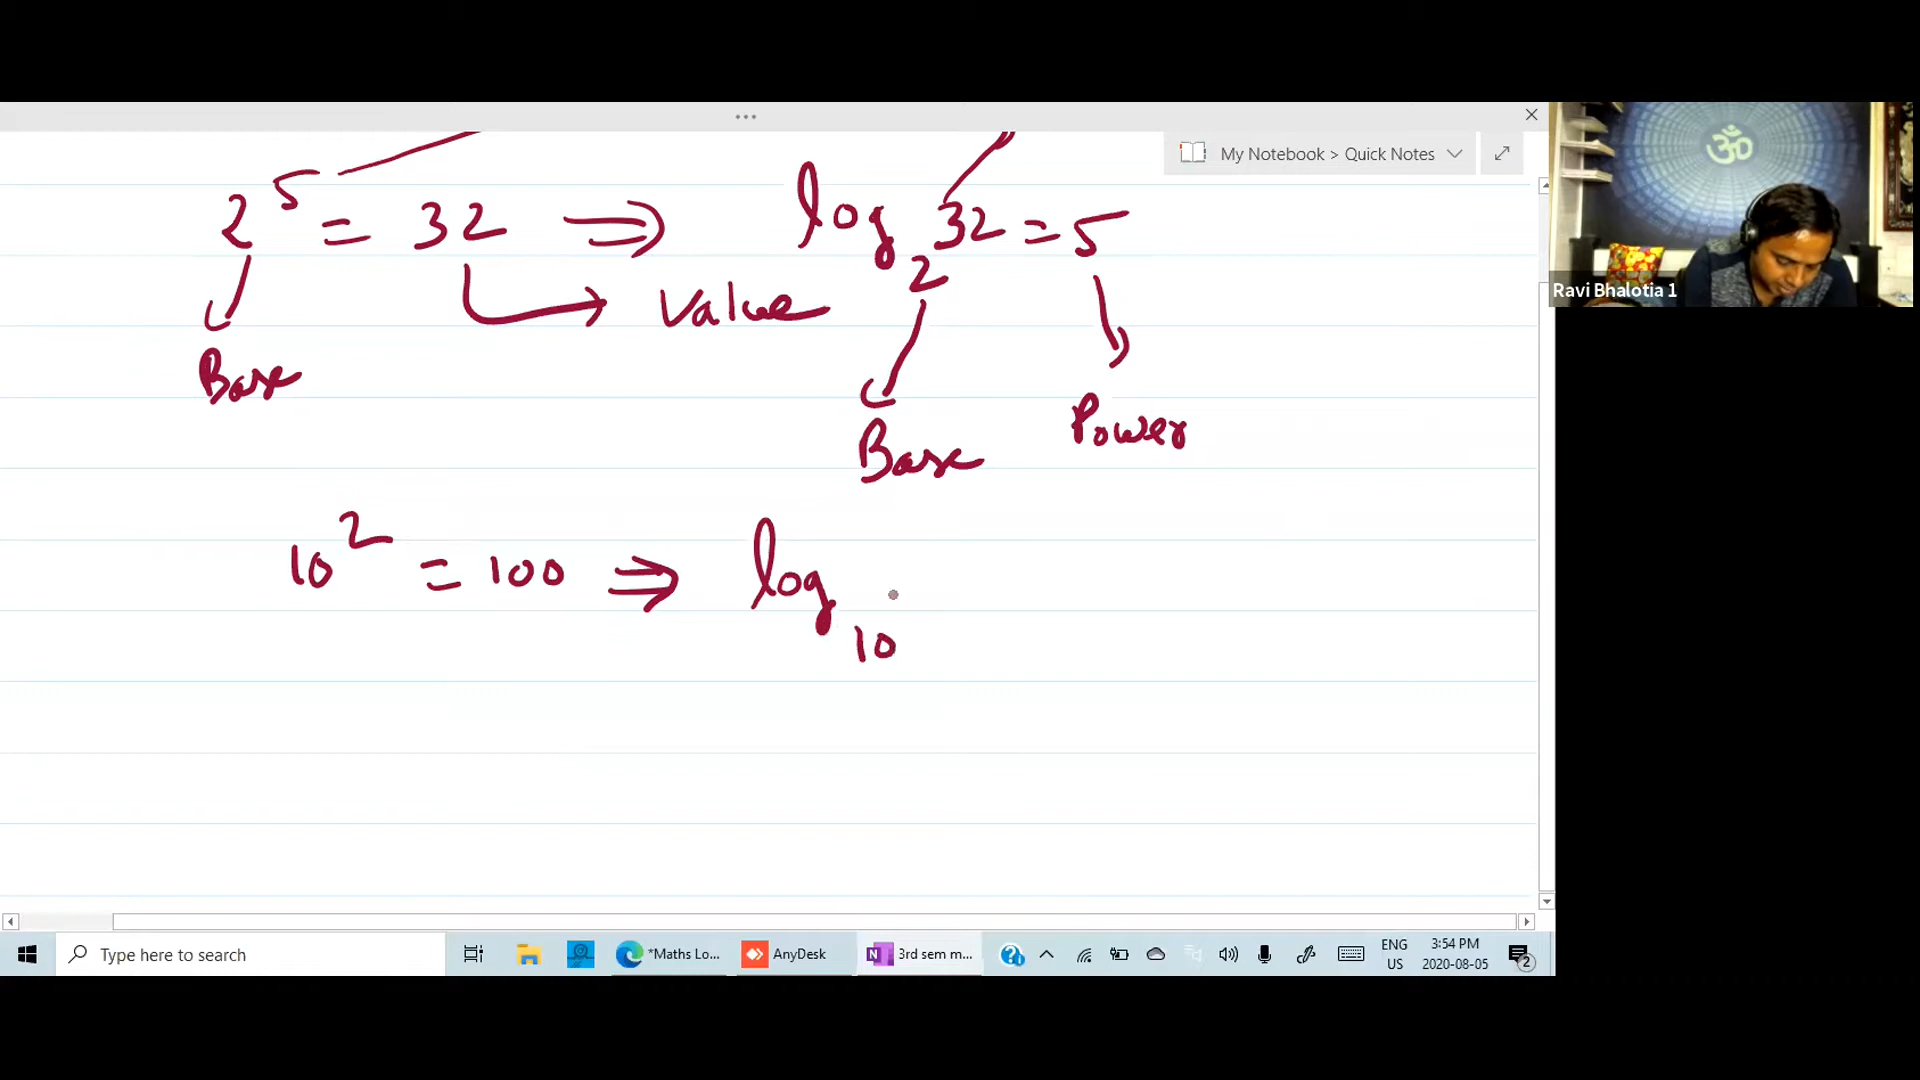 My Notebook > Quick Notes
2⁵ = 32 ⇒ log₂ 32 = 5
Value
Base
Base
Power
10² = 100 ⇒ log₁₀
Ravi Bhalotia 1
Type here to search
*Maths Lo...
AnyDesk
3rd sem m...
ENG
US
3:54 PM
2020-08-05
2